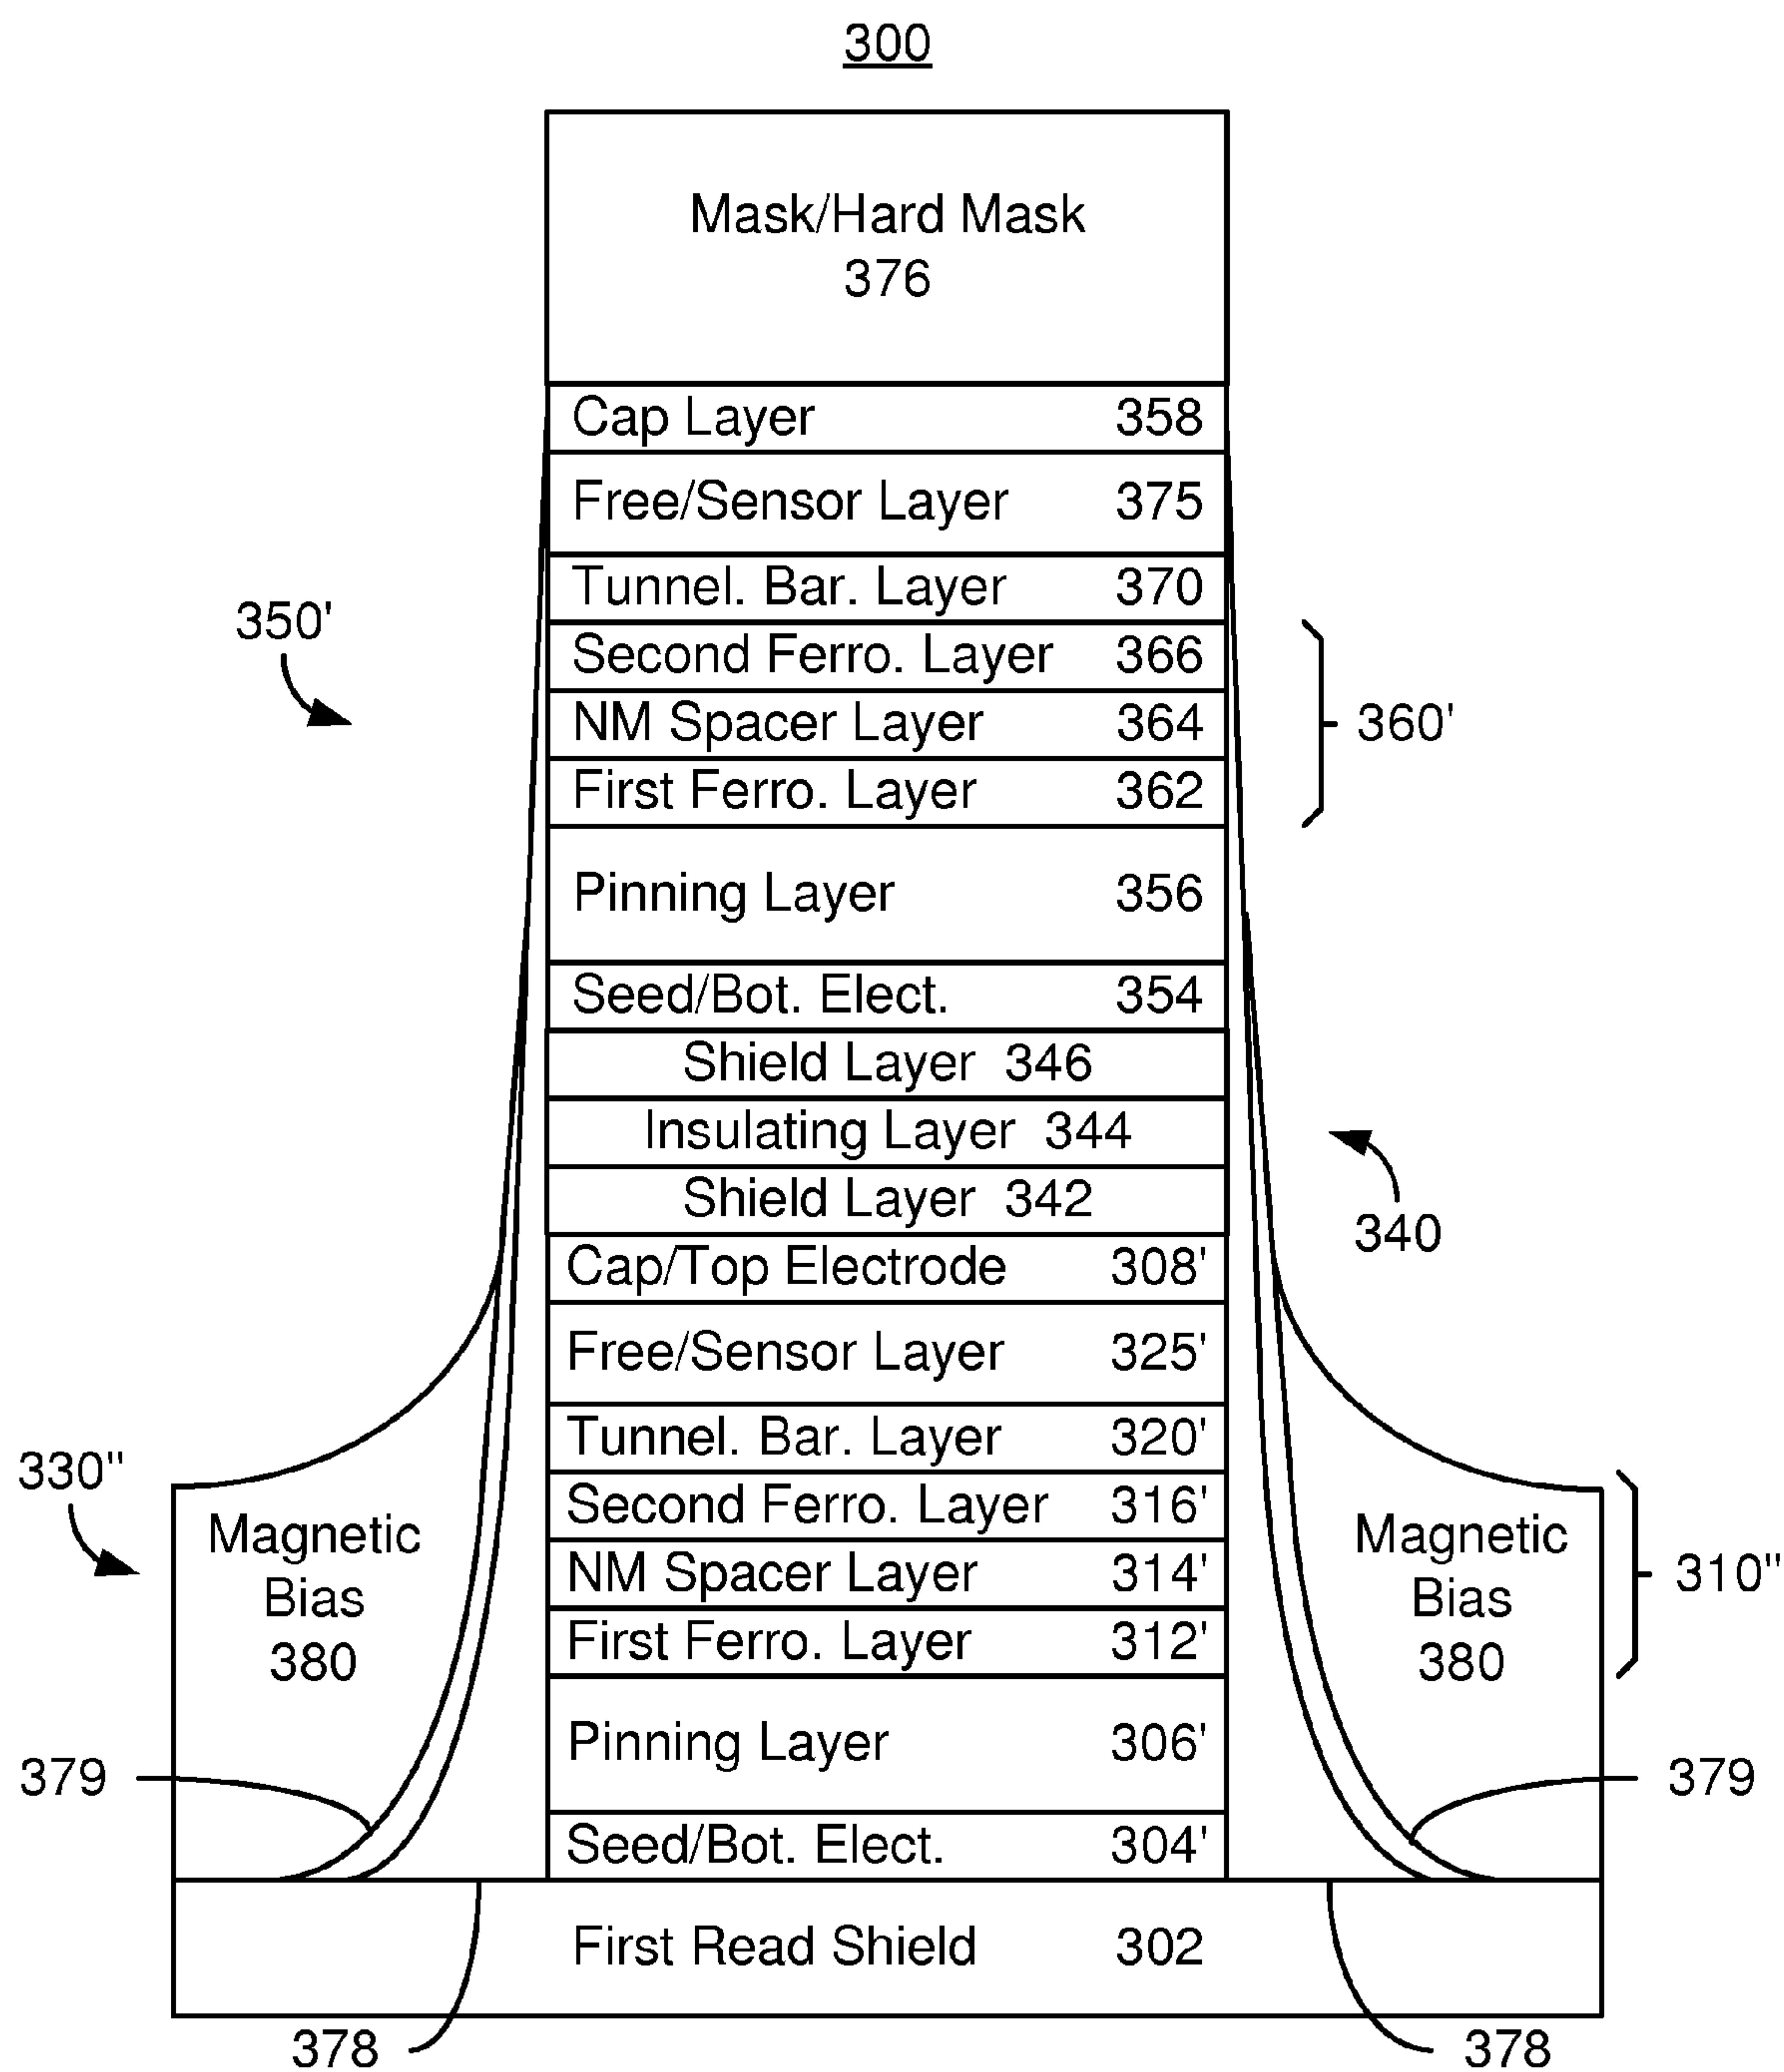 300
Mask/Hard Mask
376
Cap Layer 358
Free/Sensor Layer 375
Tunnel. Bar. Layer 370
350'
Second Ferro. Layer 366
NM Spacer Layer 364
360'
First Ferro. Layer 362
Pinning Layer 356
Seed/Bot. Elect. 354
Shield Layer 346
Insulating Layer 344
Shield Layer 342
340
Cap/Top Electrode 308'
Free/Sensor Layer 325'
Tunnel. Bar. Layer 320'
330"
Second Ferro. Layer 316'
Magnetic
Bias
380
NM Spacer Layer 314'
Magnetic
Bias
380
310"
First Ferro. Layer 312'
Pinning Layer 306'
379
379
Seed/Bot. Elect. 304'
First Read Shield 302
378
378